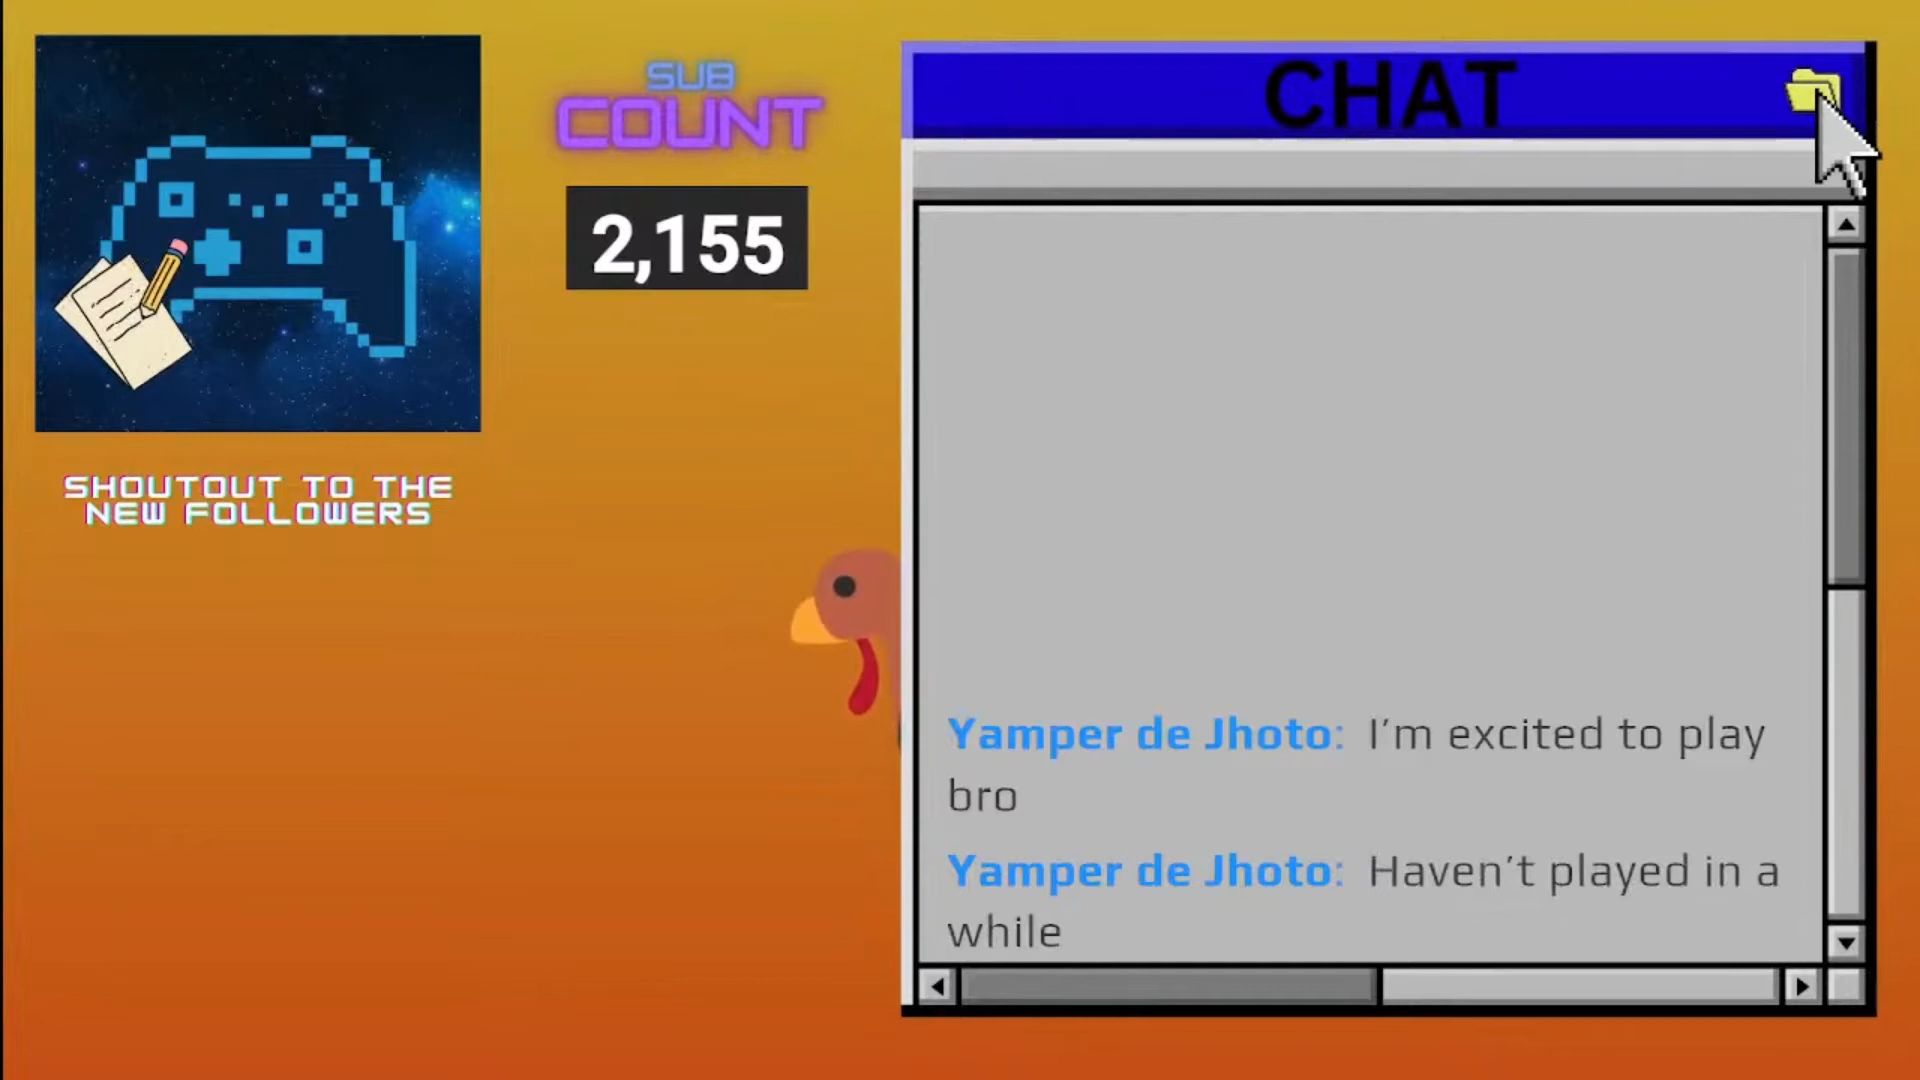 SUB
COUNT
2,155
SHOUTOUT TO THE
NEW FOLLOWERS
CHAT
Yamper de Jhoto: I'm excited to play
bro
Yamper de Jhoto: Haven't played in a
while